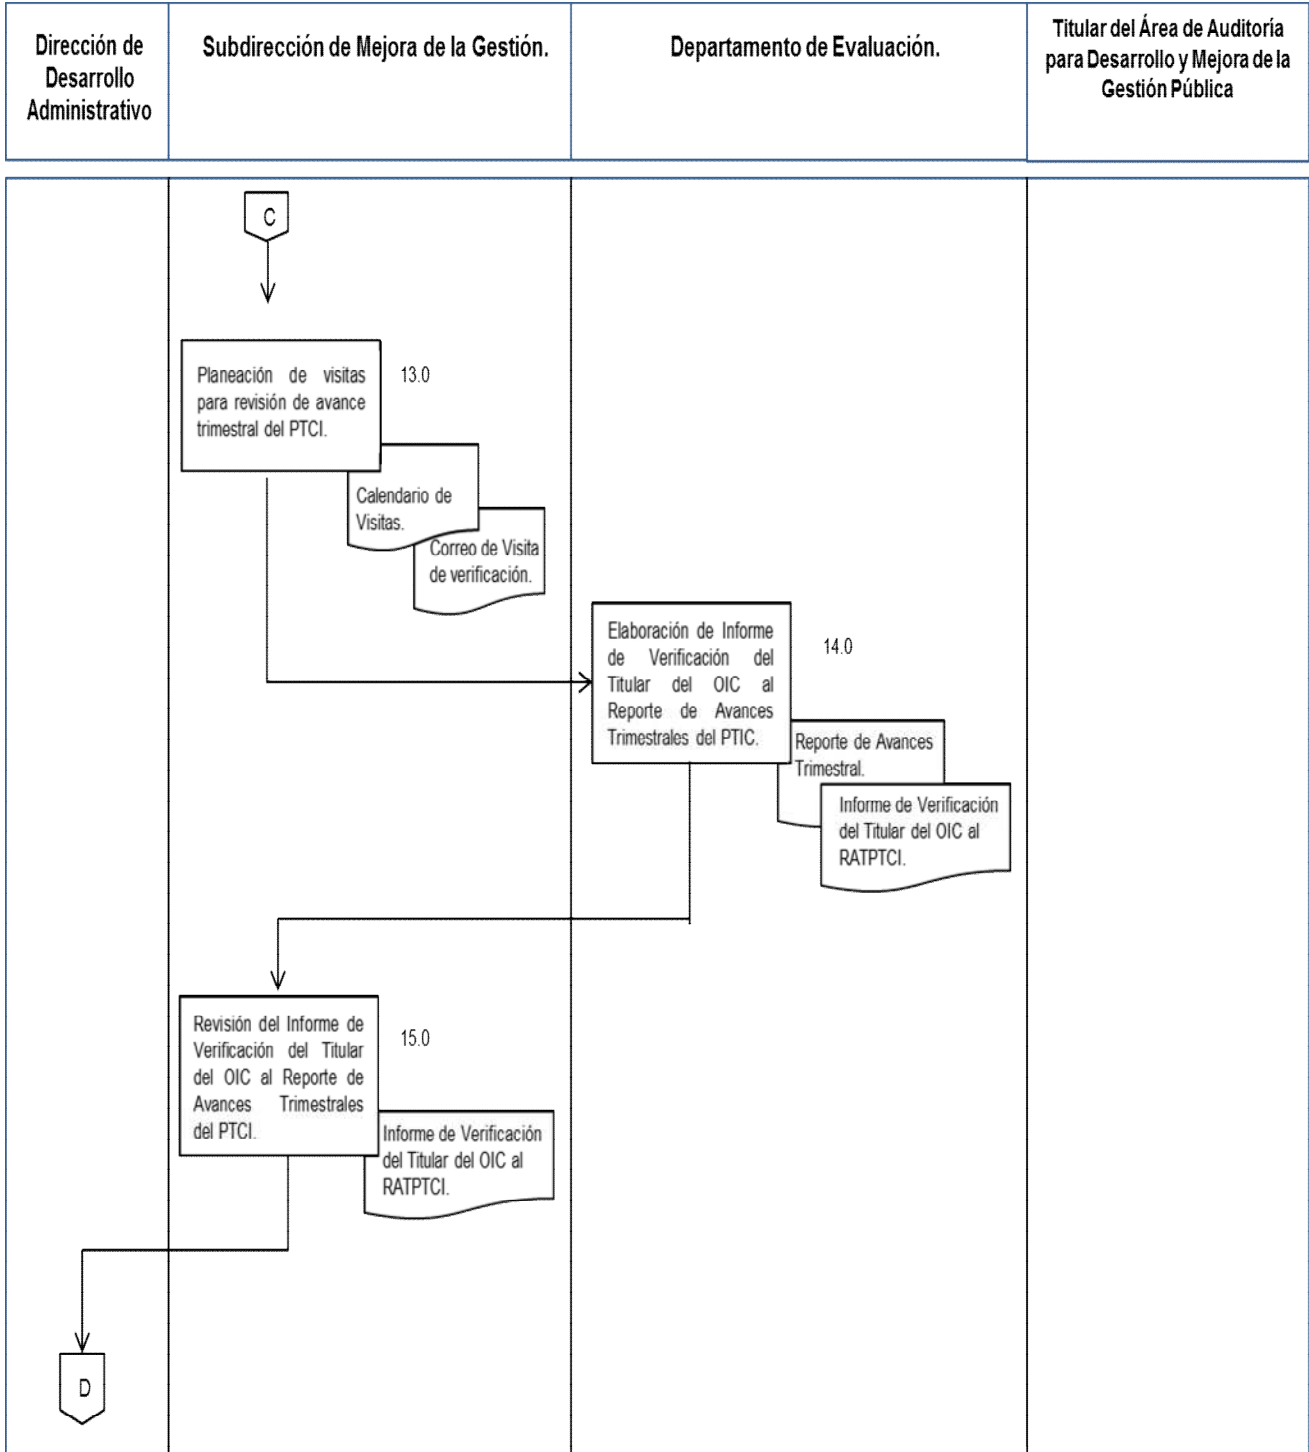 Dirección de
Desarrollo
Administrativo
Subdirección de Mejora de la Gestión.
Departamento de Evaluación.
Titular del Área de Auditoría
para Desarrollo y Mejora de la
Gestión Pública
C
Planeación de visitas
para revisión de avance
trimestral del PTCI.
13.0
Calendario de
Visitas.
Correo de Visita
de verificación.
Elaboración de Informe
de Verificación del
Titular del OIC al
Reporte de Avances
Trimestrales del PTIC.
14.0
Reporte de Avances
Trimestral.
Informe de Verificación
del Titular del OIC al
RATPTCI.
Revisión del Informe de
Verificación del Titular
del OIC al Reporte de
Avances Trimestrales
del PTCI.
15.0
Informe de Verificación
del Titular del OIC al
RATPTCI.
D